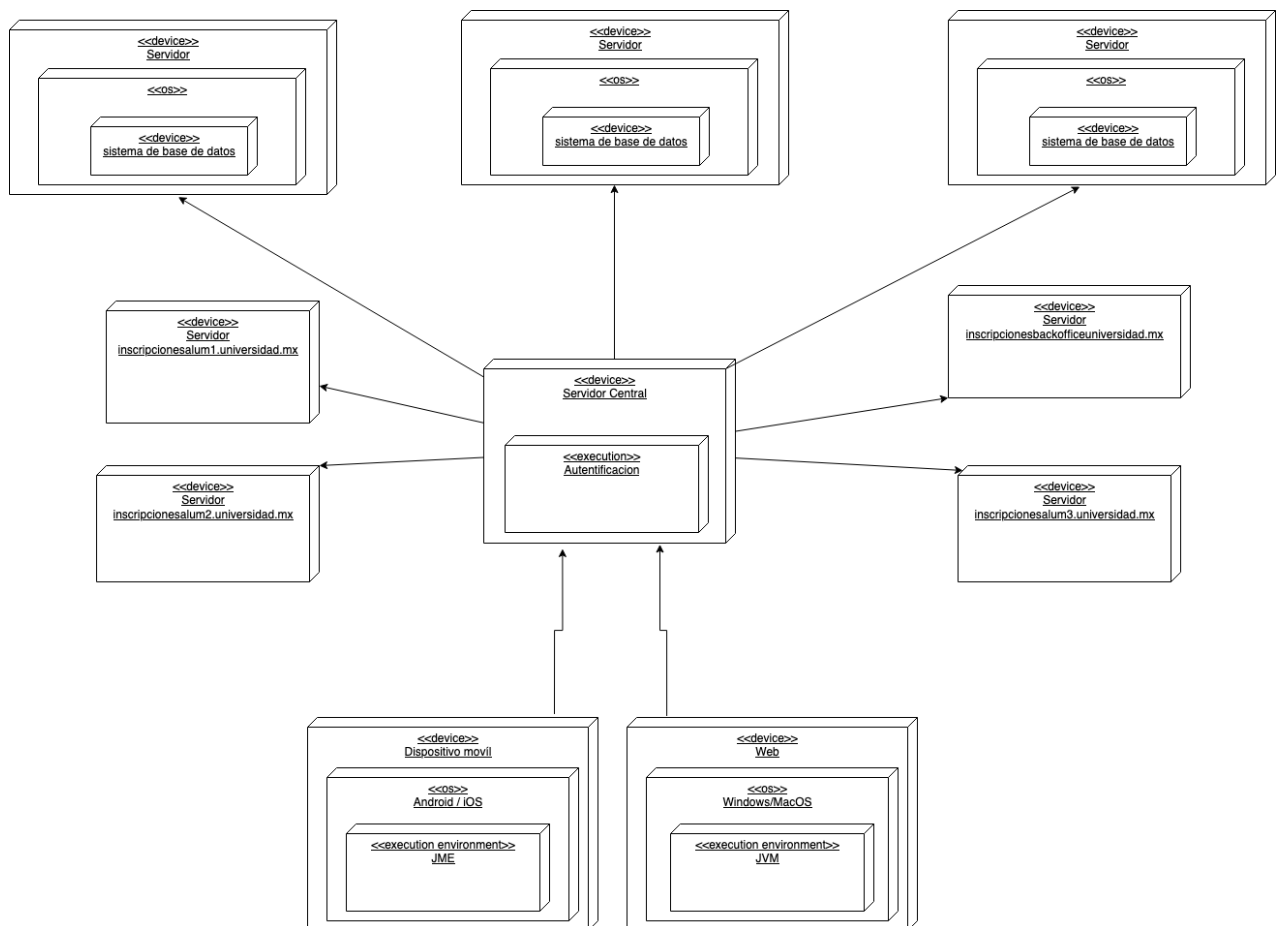 <<device>>
Servidor
<<os>>
<<device>>
sistema de base de datos
<<device>>
Servidor
<<os>>
<<device>>
sistema de base de datos
<<device>>
Servidor
<<os>>
<<device>>
sistema de base de datos
<<device>>
Servidor
inscripcionesalum1.universidad.mx
<<device>>
Servidor
inscripcionesbackofficeuniversidad.mx
<<device>>
Servidor Central
<<execution>>
Autentificacion
<<device>>
Servidor
inscripcionesalum2.universidad.mx
<<device>>
Servidor
inscripcionesalum3.universidad.mx
<<device>>
Dispositivo movíl
<<os>>
Android / iOS
<<execution environment>>
JME
<<device>>
Web
<<os>>
Windows/MacOS
<<execution environment>>
JVM